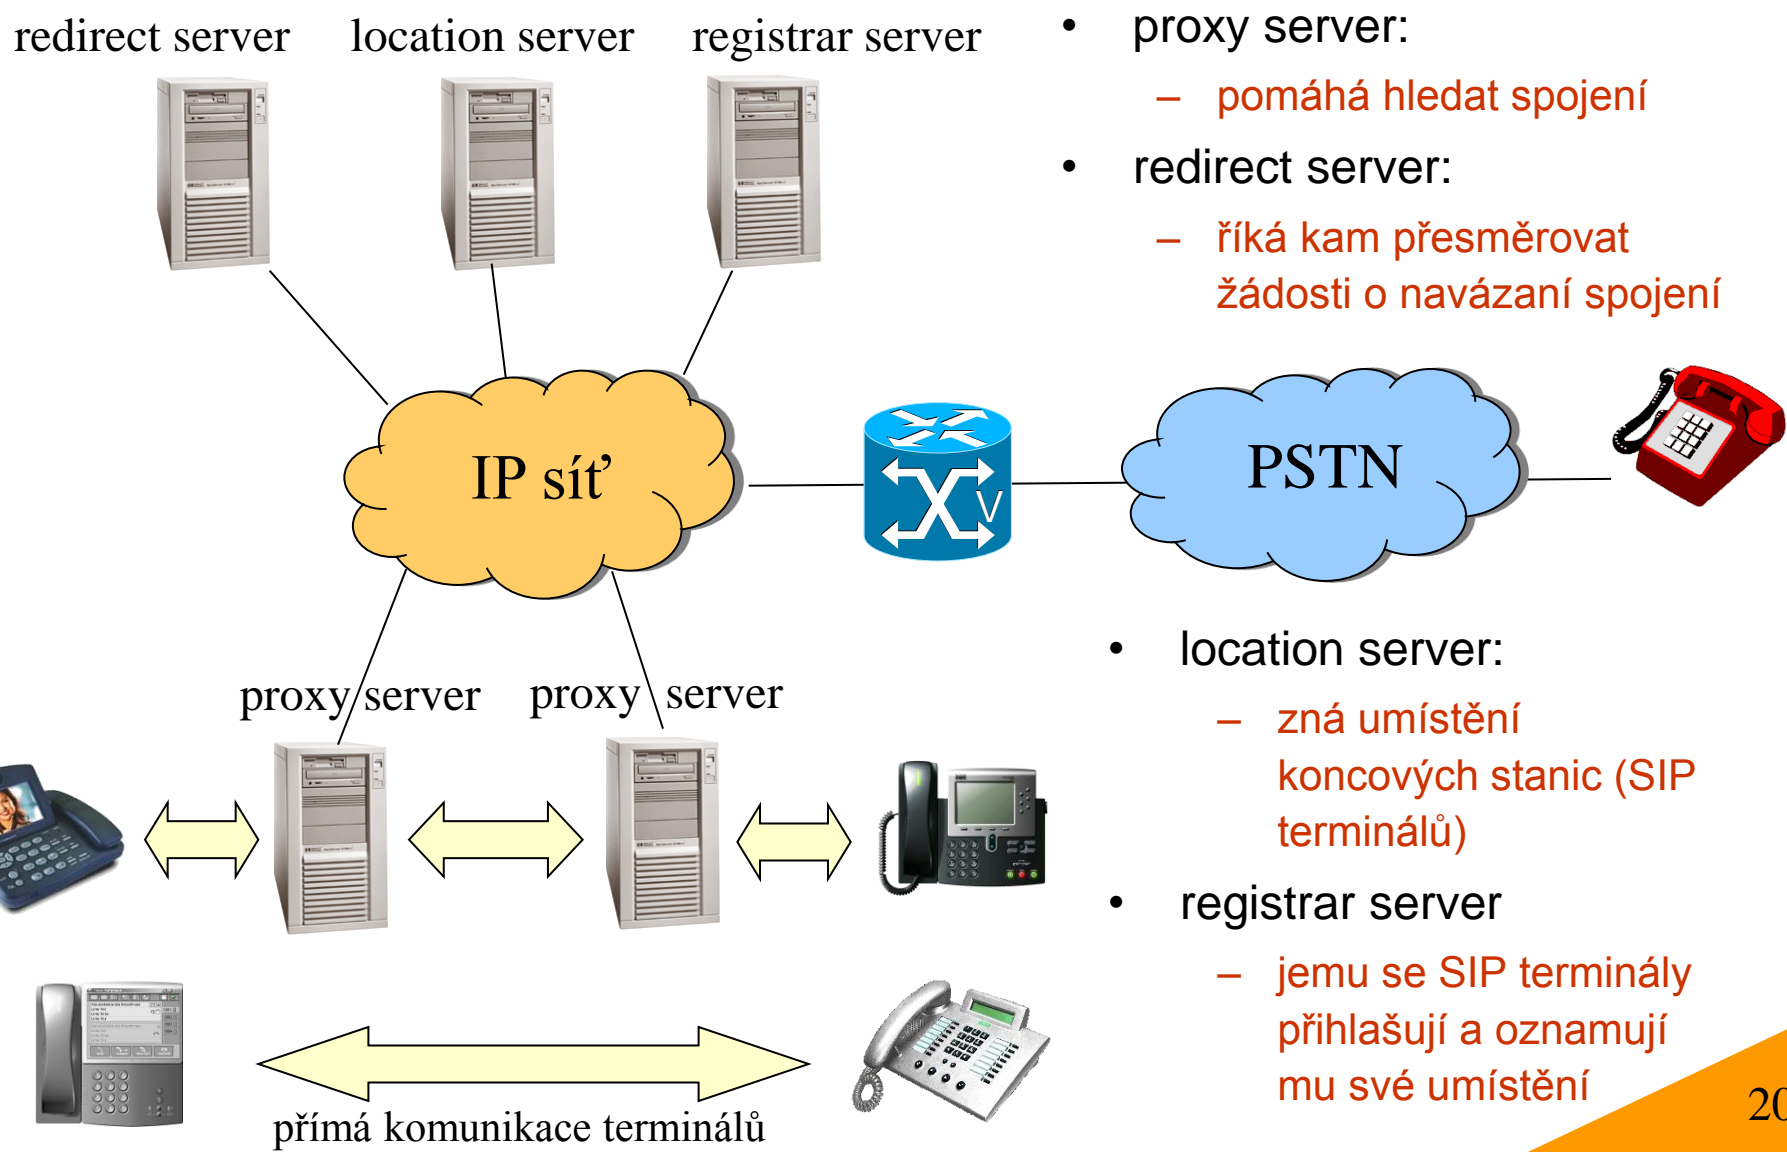 redirect server
location server
registrar server
• proxy server:
– pomáhá hledat spojení
• redirect server:
– říká kam přesměrovat
žádosti o navázaní spojení
IP síť
V
PSTN
proxy server
proxy server
• location server:
– zná umístění
koncových stanic (SIP
terminálů)
• registrar server
– jemu se SIP terminály
přihlašují a oznamují
mu své umístění
přímá komunikace terminálů
20